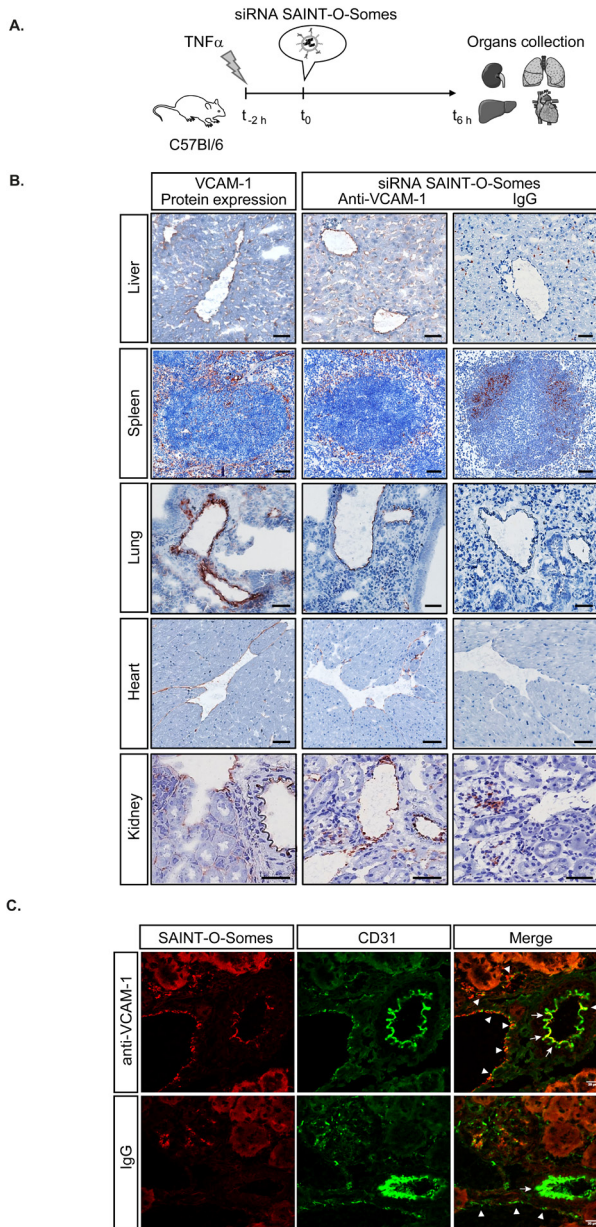 A.
siRNA SAINT-O-Somes
TNFα
Organs collection
t-2 h
t0
t6 h
C57Bl/6
B.
VCAM-1
Protein expression
siRNA SAINT-O-Somes
Anti-VCAM-1
IgG
Liver
Spleen
Lung
Heart
Kidney
C.
SAINT-O-Somes
CD31
Merge
anti-VCAM-1
IgG